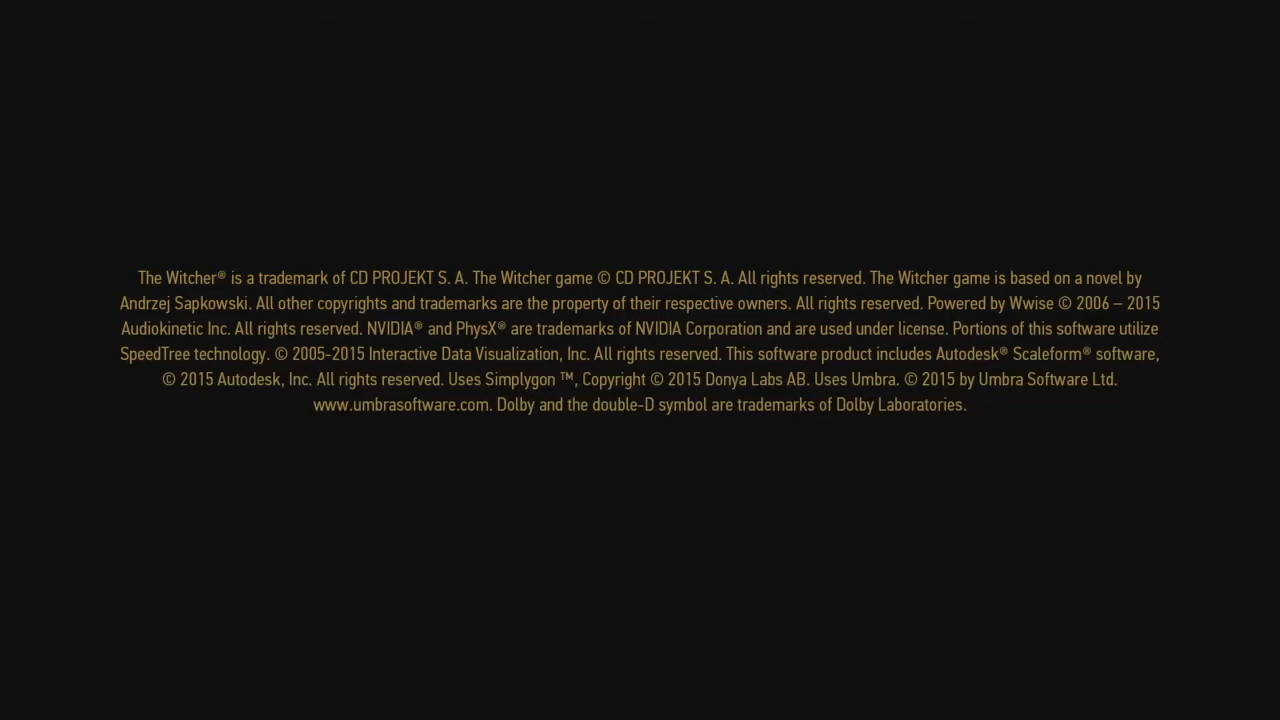 The Witcher® is a trademark of CD PROJEKT S. A. The Witcher game © CD PROJEKT S. A. All rights reserved. The Witcher game is based on a novel by
Andrzej Sapkowski. All other copyrights and trademarks are the property of their respective owners. All rights reserved. Powered by Wwise © 2006 – 2015
Audiokinetic Inc. All rights reserved. NVIDIA® and PhysX® are trademarks of NVIDIA Corporation and are used under license. Portions of this software utilize
SpeedTree technology. © 2005-2015 Interactive Data Visualization, Inc. All rights reserved. This software product includes Autodesk® Scaleform® software,
© 2015 Autodesk, Inc. All rights reserved. Uses Simplygon ™, Copyright © 2015 Donya Labs AB. Uses Umbra. © 2015 by Umbra Software Ltd.
www.umbrasoftware.com. Dolby and the double-D symbol are trademarks of Dolby Laboratories.